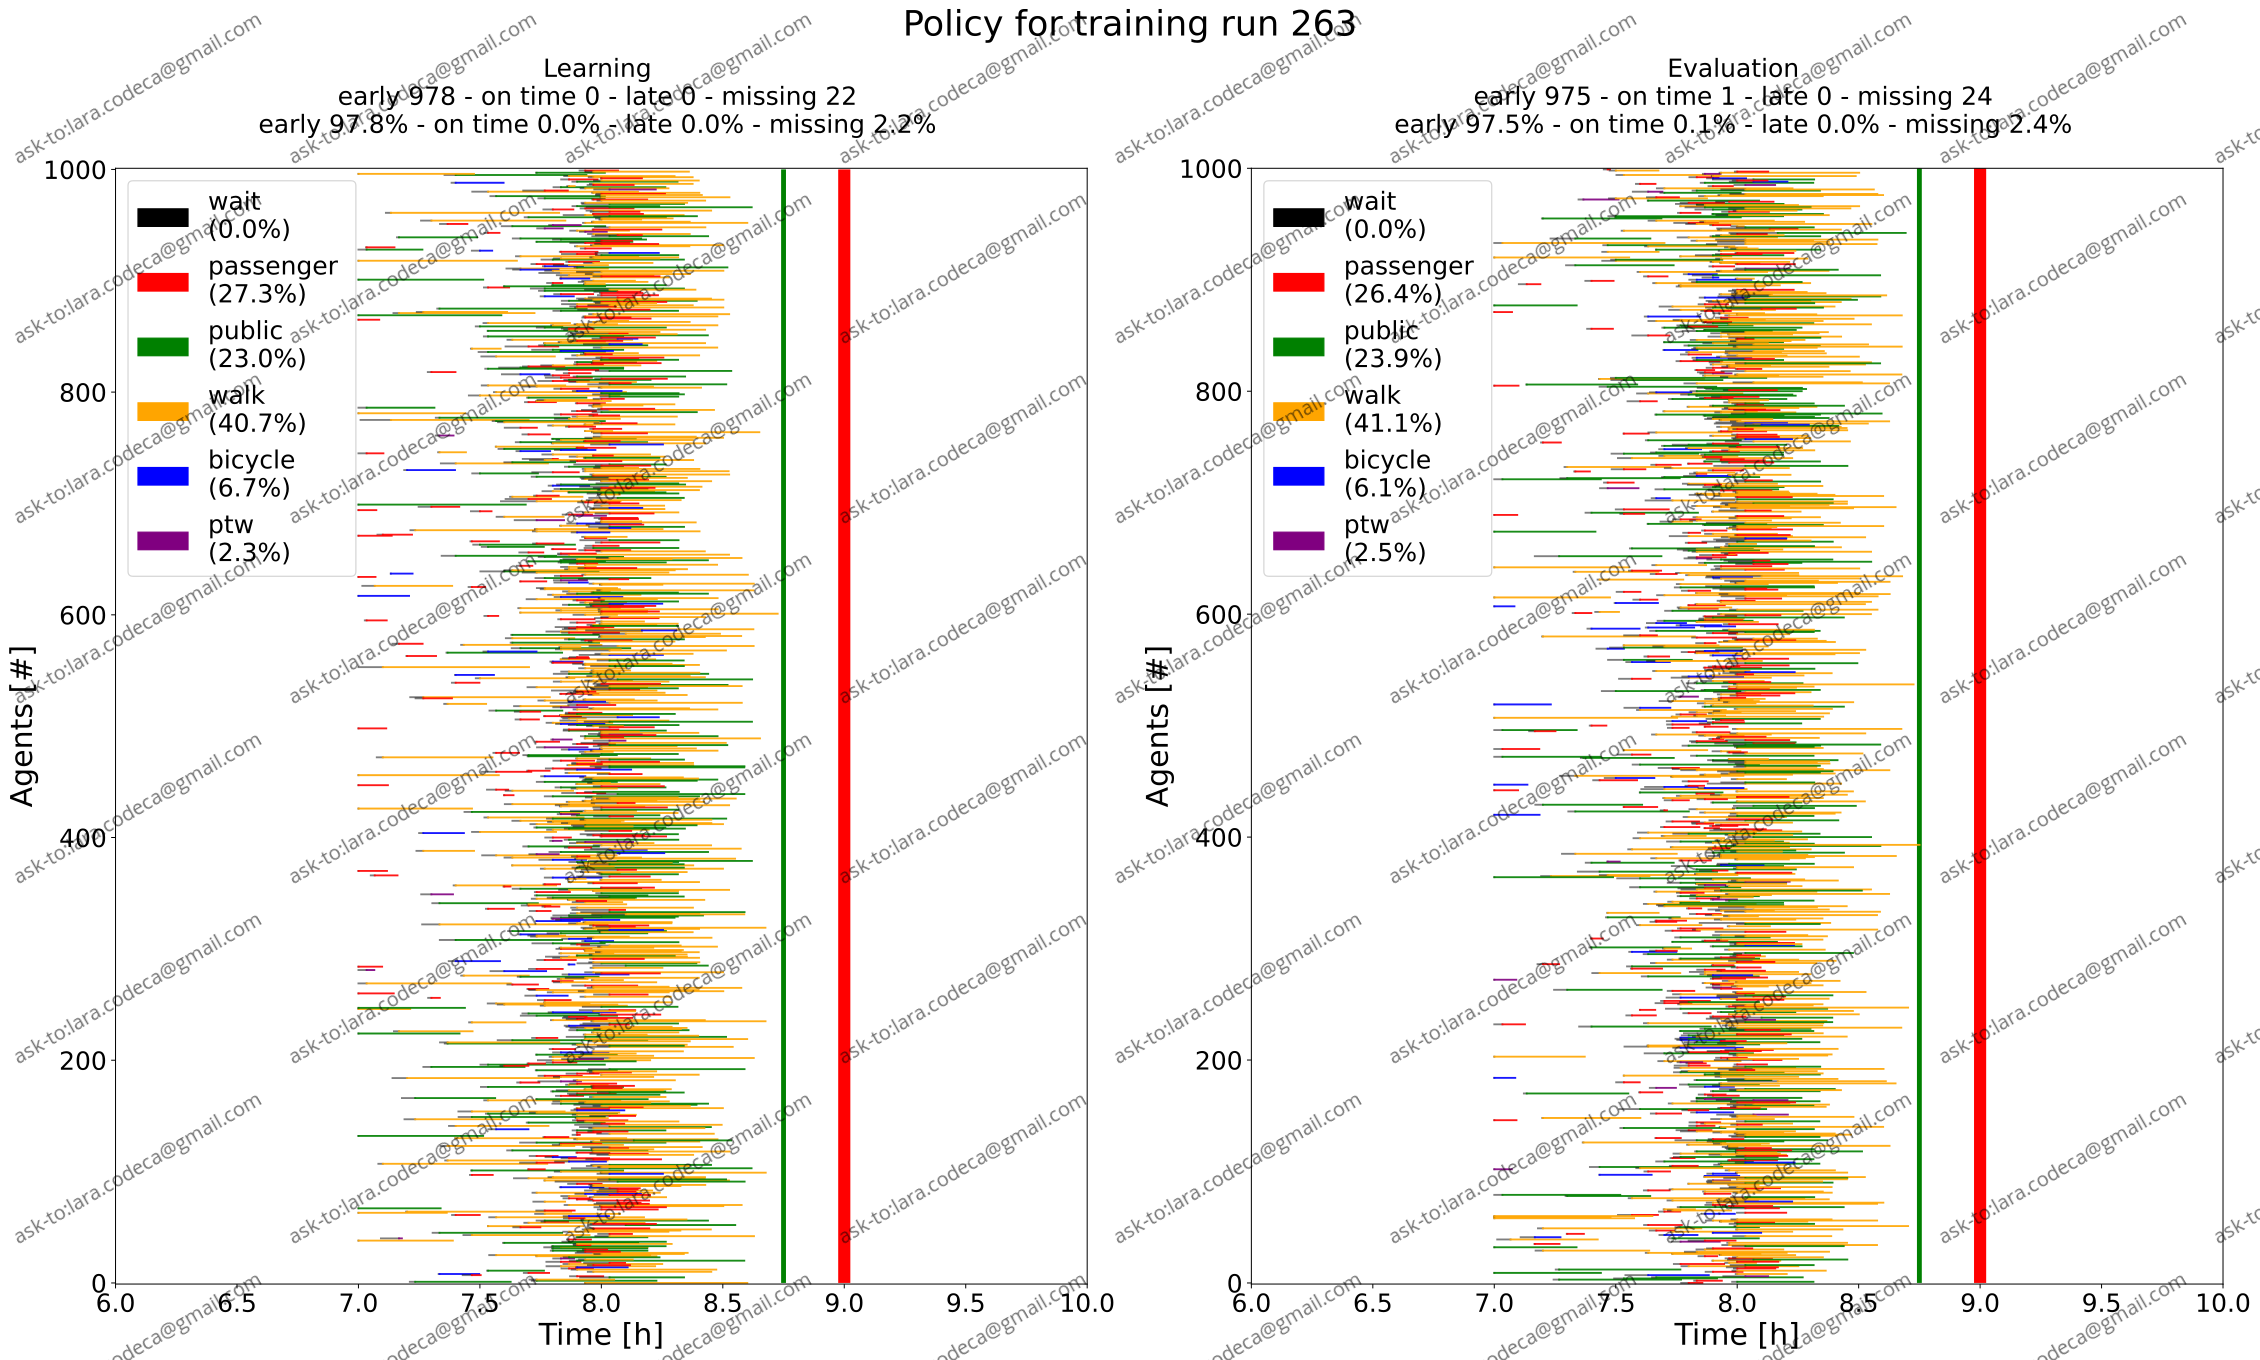 Policy for training run 263
Learning
early 978 - on time 0 - late 0 - missing 22
early 97.8% - on time 0.0% - late 0.0% - missing 2.2%
1000
800
600
400
200
0
Agents [#]
wait
(0.0%)
passenger
(27.3%)
public
(23.0%)
walk
(40.7%)
bicycle
(6.7%)
ptw
(2.3%)
6.0 6.5 7.0 7.5 8.0 8.5 9.0 9.5 10.0
Time [h]
Evaluation
early 975 - on time 1 - late 0 - missing 24
early 97.5% - on time 0.1% - late 0.0% - missing 2.4%
1000
800
600
400
200
0
Agents [#]
wait
(0.0%)
passenger
(26.4%)
public
(23.9%)
walk
(41.1%)
bicycle
(6.1%)
ptw
(2.5%)
6.0 6.5 7.0 7.5 8.0 8.5 9.0 9.5 10.0
Time [h]
ask-to:lara.codeca@gmail.com